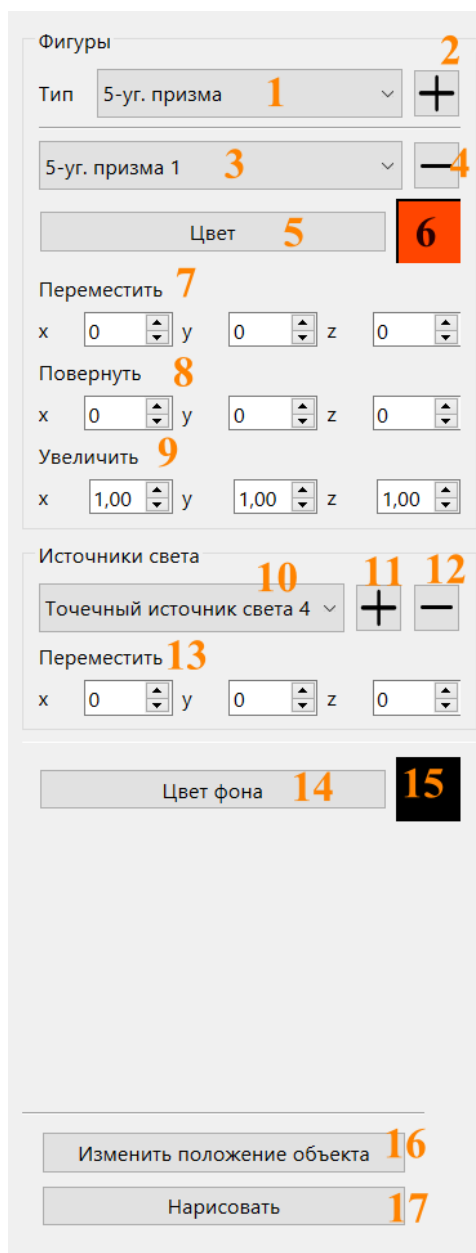 Фигуры
2
Тип 5-уг. призма 1
5-уг. призма 1 3 4
Цвет 5 6
Переместить 7
x 0 y 0 z 0
Повернуть 8
x 0 y 0 z 0
Увеличить 9
x 1,00 y 1,00 z 1,00
Источники света
10 11 12
Точечный источник света 4
Переместить 13
x 0 y 0 z 0
Цвет фона 14 15
Изменить положение объекта 16
Нарисовать 17